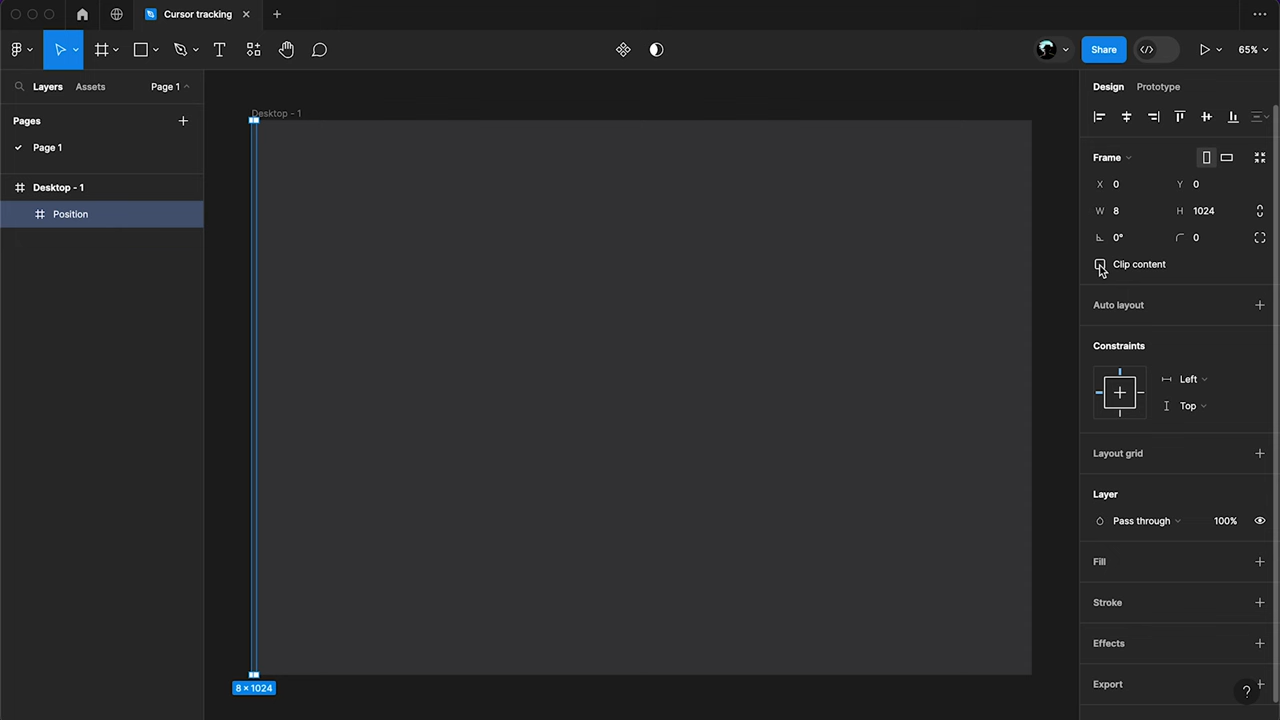 Cursor tracking
Share
65%
Layers
Assets
Page 1
Pages
Page 1
Desktop - 1
Position
Desktop - 1
8 × 1024
Design
Prototype
Frame
X 0
Y 0
W 8
H 1024
0°
0
Clip content
Auto layout
Constraints
Left
Top
Layout grid
Layer
Pass through
100%
Fill
Stroke
Effects
Export
?